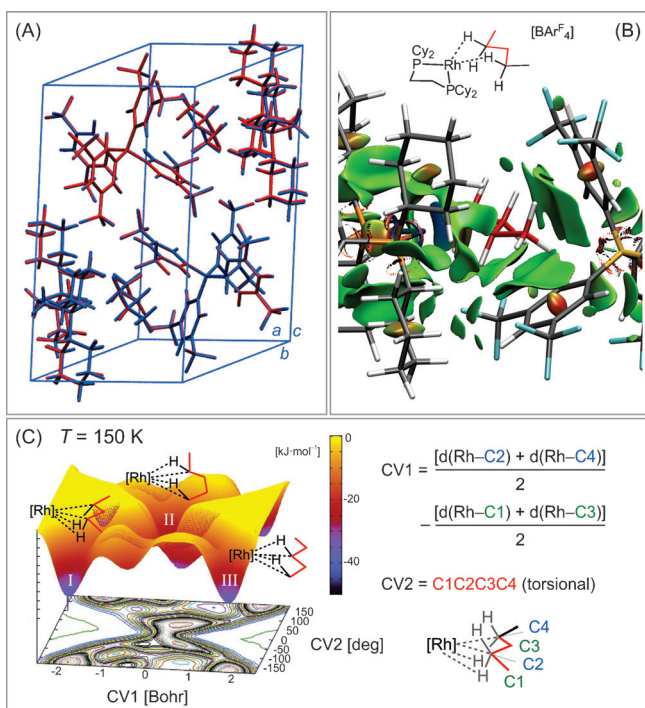 (A)
a
c
b
[BArF4]
(B)
Cy2
P
Rh
H
H
H
PCy2
H
(C) T = 150 K
[kJ·mol⁻¹]
0
-20
-40
[Rh]
H
H
[Rh]
H
H
[Rh]
H
H
I
II
III
-2 -1 0 1 2
CV1 [Bohr]
150
100
50
0
-50
-100
-150
CV2 [deg]
CV1 = [d(Rh–C2) + d(Rh–C4)]
2
− [d(Rh–C1) + d(Rh–C3)]
2
CV2 = C1C2C3C4 (torsional)
H
H
H
H
[Rh]
C4
C3
C2
C1